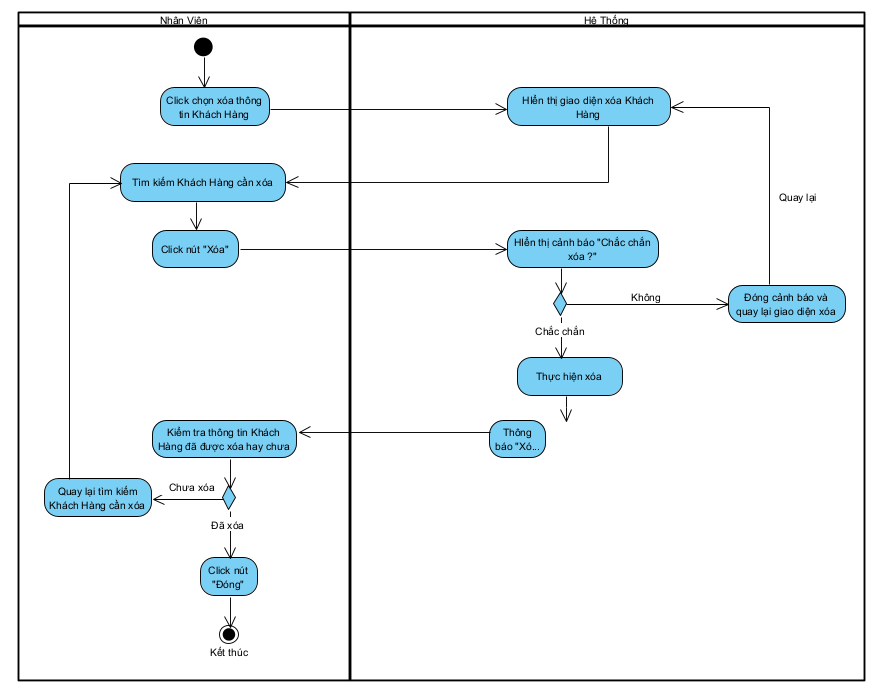 Nhân Viên
Hệ Thống
Click chọn xóa thông
tin Khách Hàng
HIển thị giao diện xóa Khách
Hàng
Tìm kiếm Khách Hàng cần xóa
Quay lại
Click nút "Xóa"
HIển thị cảnh báo "Chắc chắn
xóa ?"
Không
Đóng cảnh báo và
quay lại giao diện xóa
Chắc chắn
Thực hiện xóa
Kiểm tra thông tin Khách
Hàng đã được xóa hay chưa
Thông
báo "Xó...
Chưa xóa
Quay lại tìm kiếm
Khách Hàng cần xóa
Đã xóa
Click nút
"Đóng"
Kết thúc